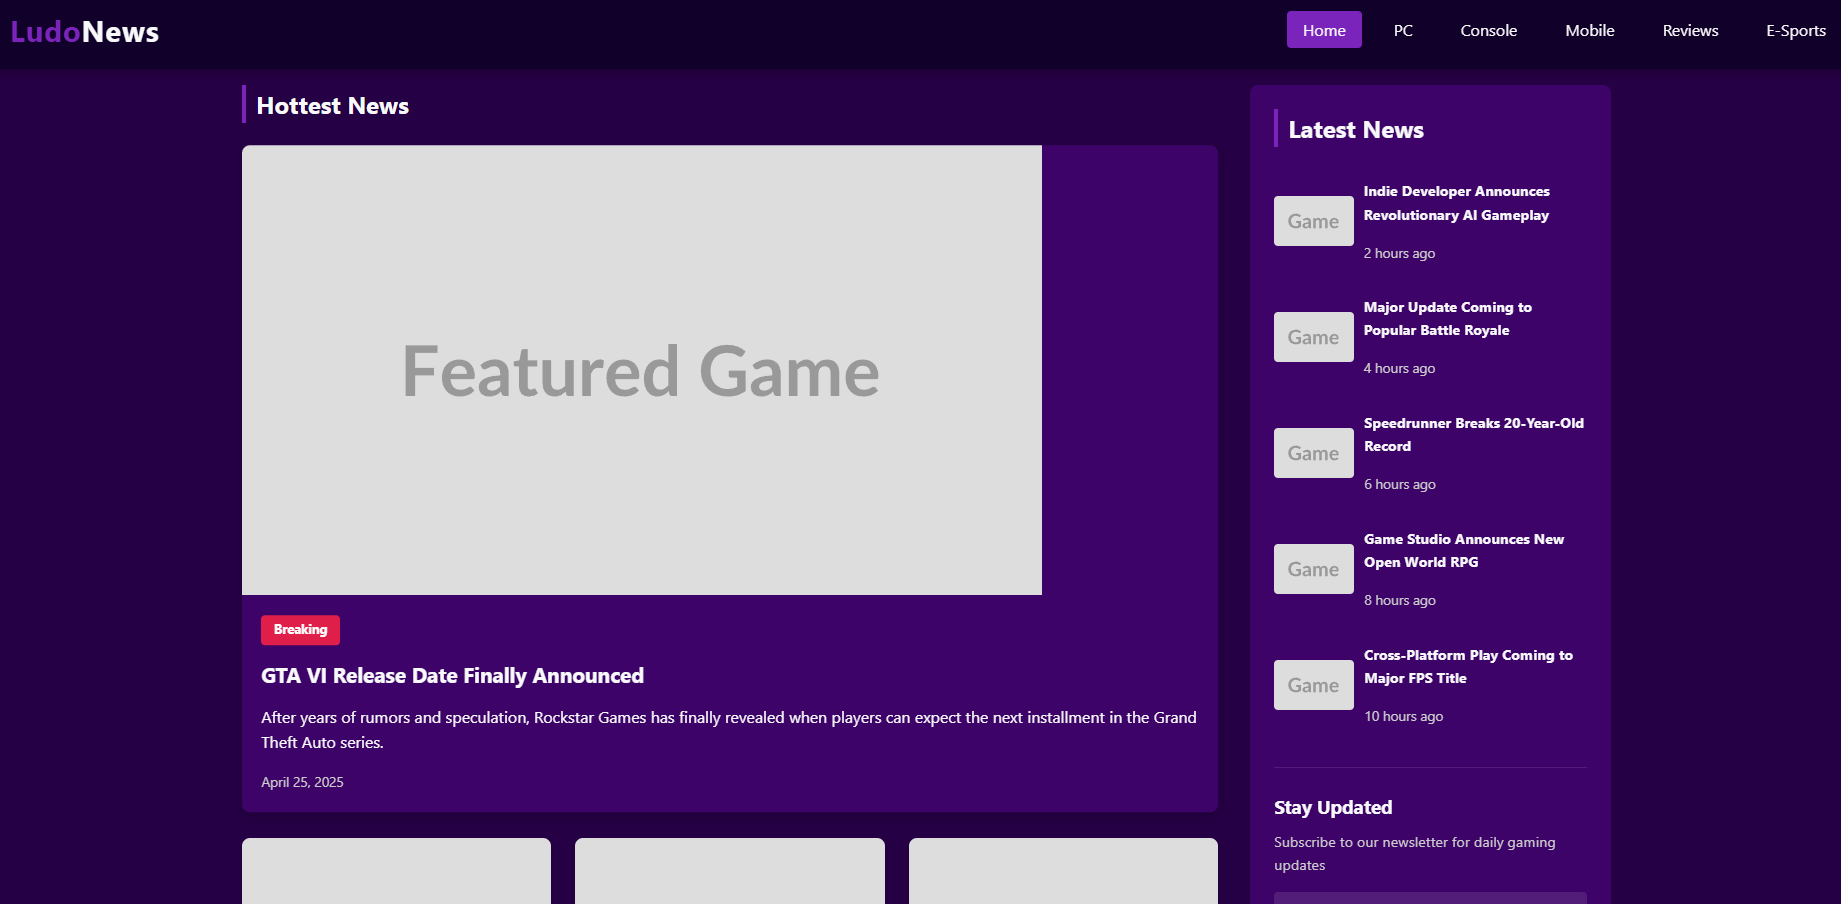 LudoNews
Home PC Console Mobile Reviews E-Sports
Hottest News
Featured Game
Breaking
GTA VI Release Date Finally Announced
After years of rumors and speculation, Rockstar Games has finally revealed when players can expect the next installment in the Grand
Theft Auto series.
April 25, 2025
Latest News
Game
Indie Developer Announces
Revolutionary AI Gameplay
2 hours ago
Game
Major Update Coming to
Popular Battle Royale
4 hours ago
Game
Speedrunner Breaks 20-Year-Old
Record
6 hours ago
Game
Game Studio Announces New
Open World RPG
8 hours ago
Game
Cross-Platform Play Coming to
Major FPS Title
10 hours ago
Stay Updated
Subscribe to our newsletter for daily gaming
updates